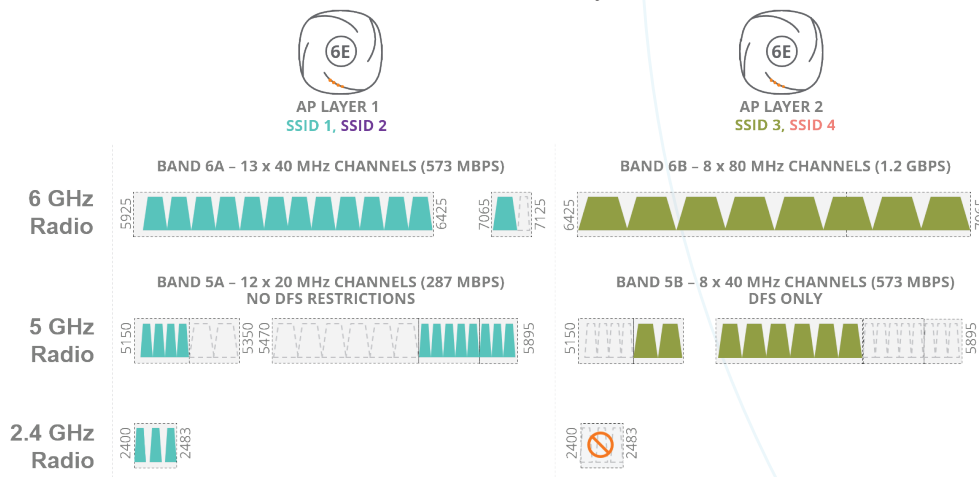 6E
6E
AP LAYER 1
SSID 1, SSID 2
AP LAYER 2
SSID 3, SSID 4
BAND 6A – 13 x 40 MHz CHANNELS (573 MBPS)
BAND 6B – 8 x 80 MHz CHANNELS (1.2 GBPS)
6 GHz
Radio
5925
6425
7065
7125
6425
BAND 5A – 12 x 20 MHz CHANNELS (287 MBPS)
NO DFS RESTRICTIONS
BAND 5B – 8 x 40 MHz CHANNELS (573 MBPS)
DFS ONLY
5 GHz
Radio
5150
5350
5470
5895
5150
5895
2.4 GHz
Radio
2400
2483
2400
2483